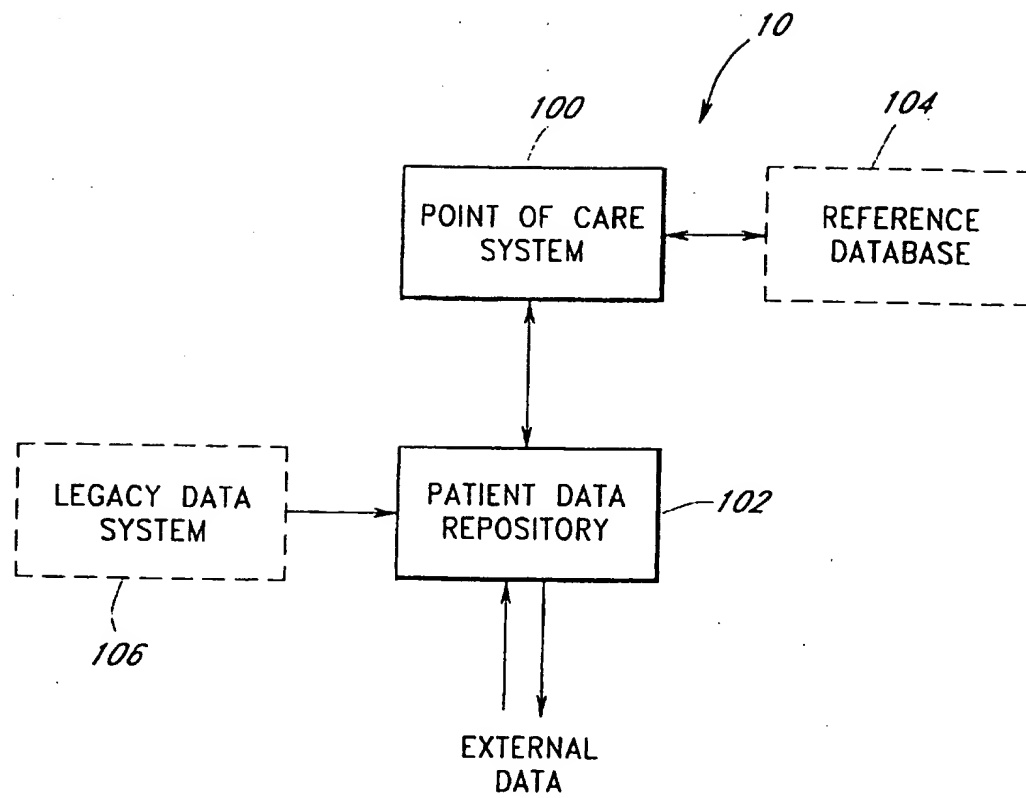 10
100
104
POINT OF CARE
SYSTEM
REFERENCE
DATABASE
LEGACY DATA
SYSTEM
PATIENT DATA
REPOSITORY
102
106
EXTERNAL
DATA